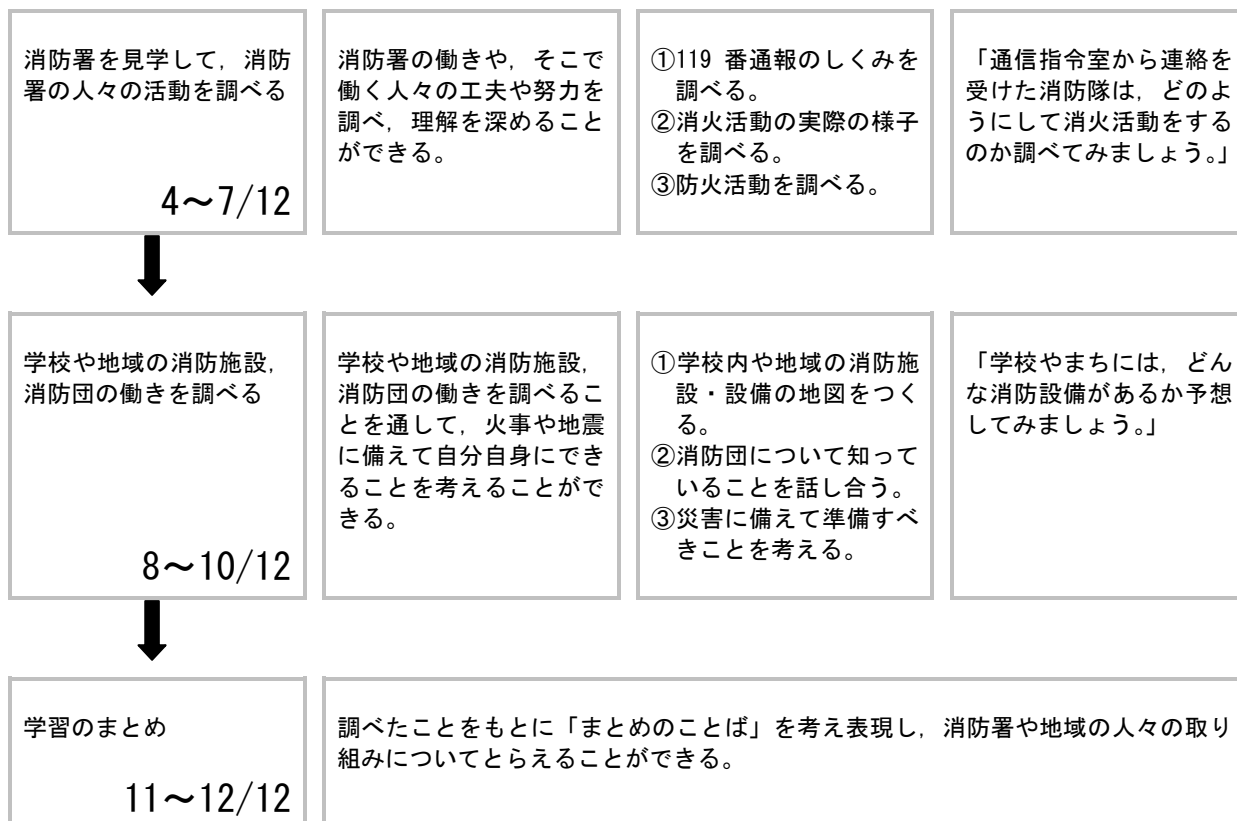 消防署を見学して，消防
署の人々の活動を調べる
4～7/12
消防署の働きや，そこで
働く人々の工夫や努力を
調べ，理解を深めること
ができる。
①119 番通報のしくみを
調べる。
②消火活動の実際の様子
を調べる。
③防火活動を調べる。
「通信指令室から連絡を
受けた消防隊は，どのよ
うにして消火活動をする
のか調べてみましょう。」
学校や地域の消防施設，
消防団の働きを調べる
8～10/12
学校や地域の消防施設，
消防団の働きを調べるこ
とを通して，火事や地震
に備えて自分自身にでき
ることを考えることがで
きる。
①学校内や地域の消防施
設・設備の地図をつく
る。
②消防団について知って
いることを話し合う。
③災害に備えて準備すべ
きことを考える。
「学校やまちには，どん
な消防設備があるか予想
してみましょう。」
学習のまとめ
11～12/12
調べたことをもとに「まとめのことば」を考え表現し，消防署や地域の人々の取り
組みについてとらえることができる。